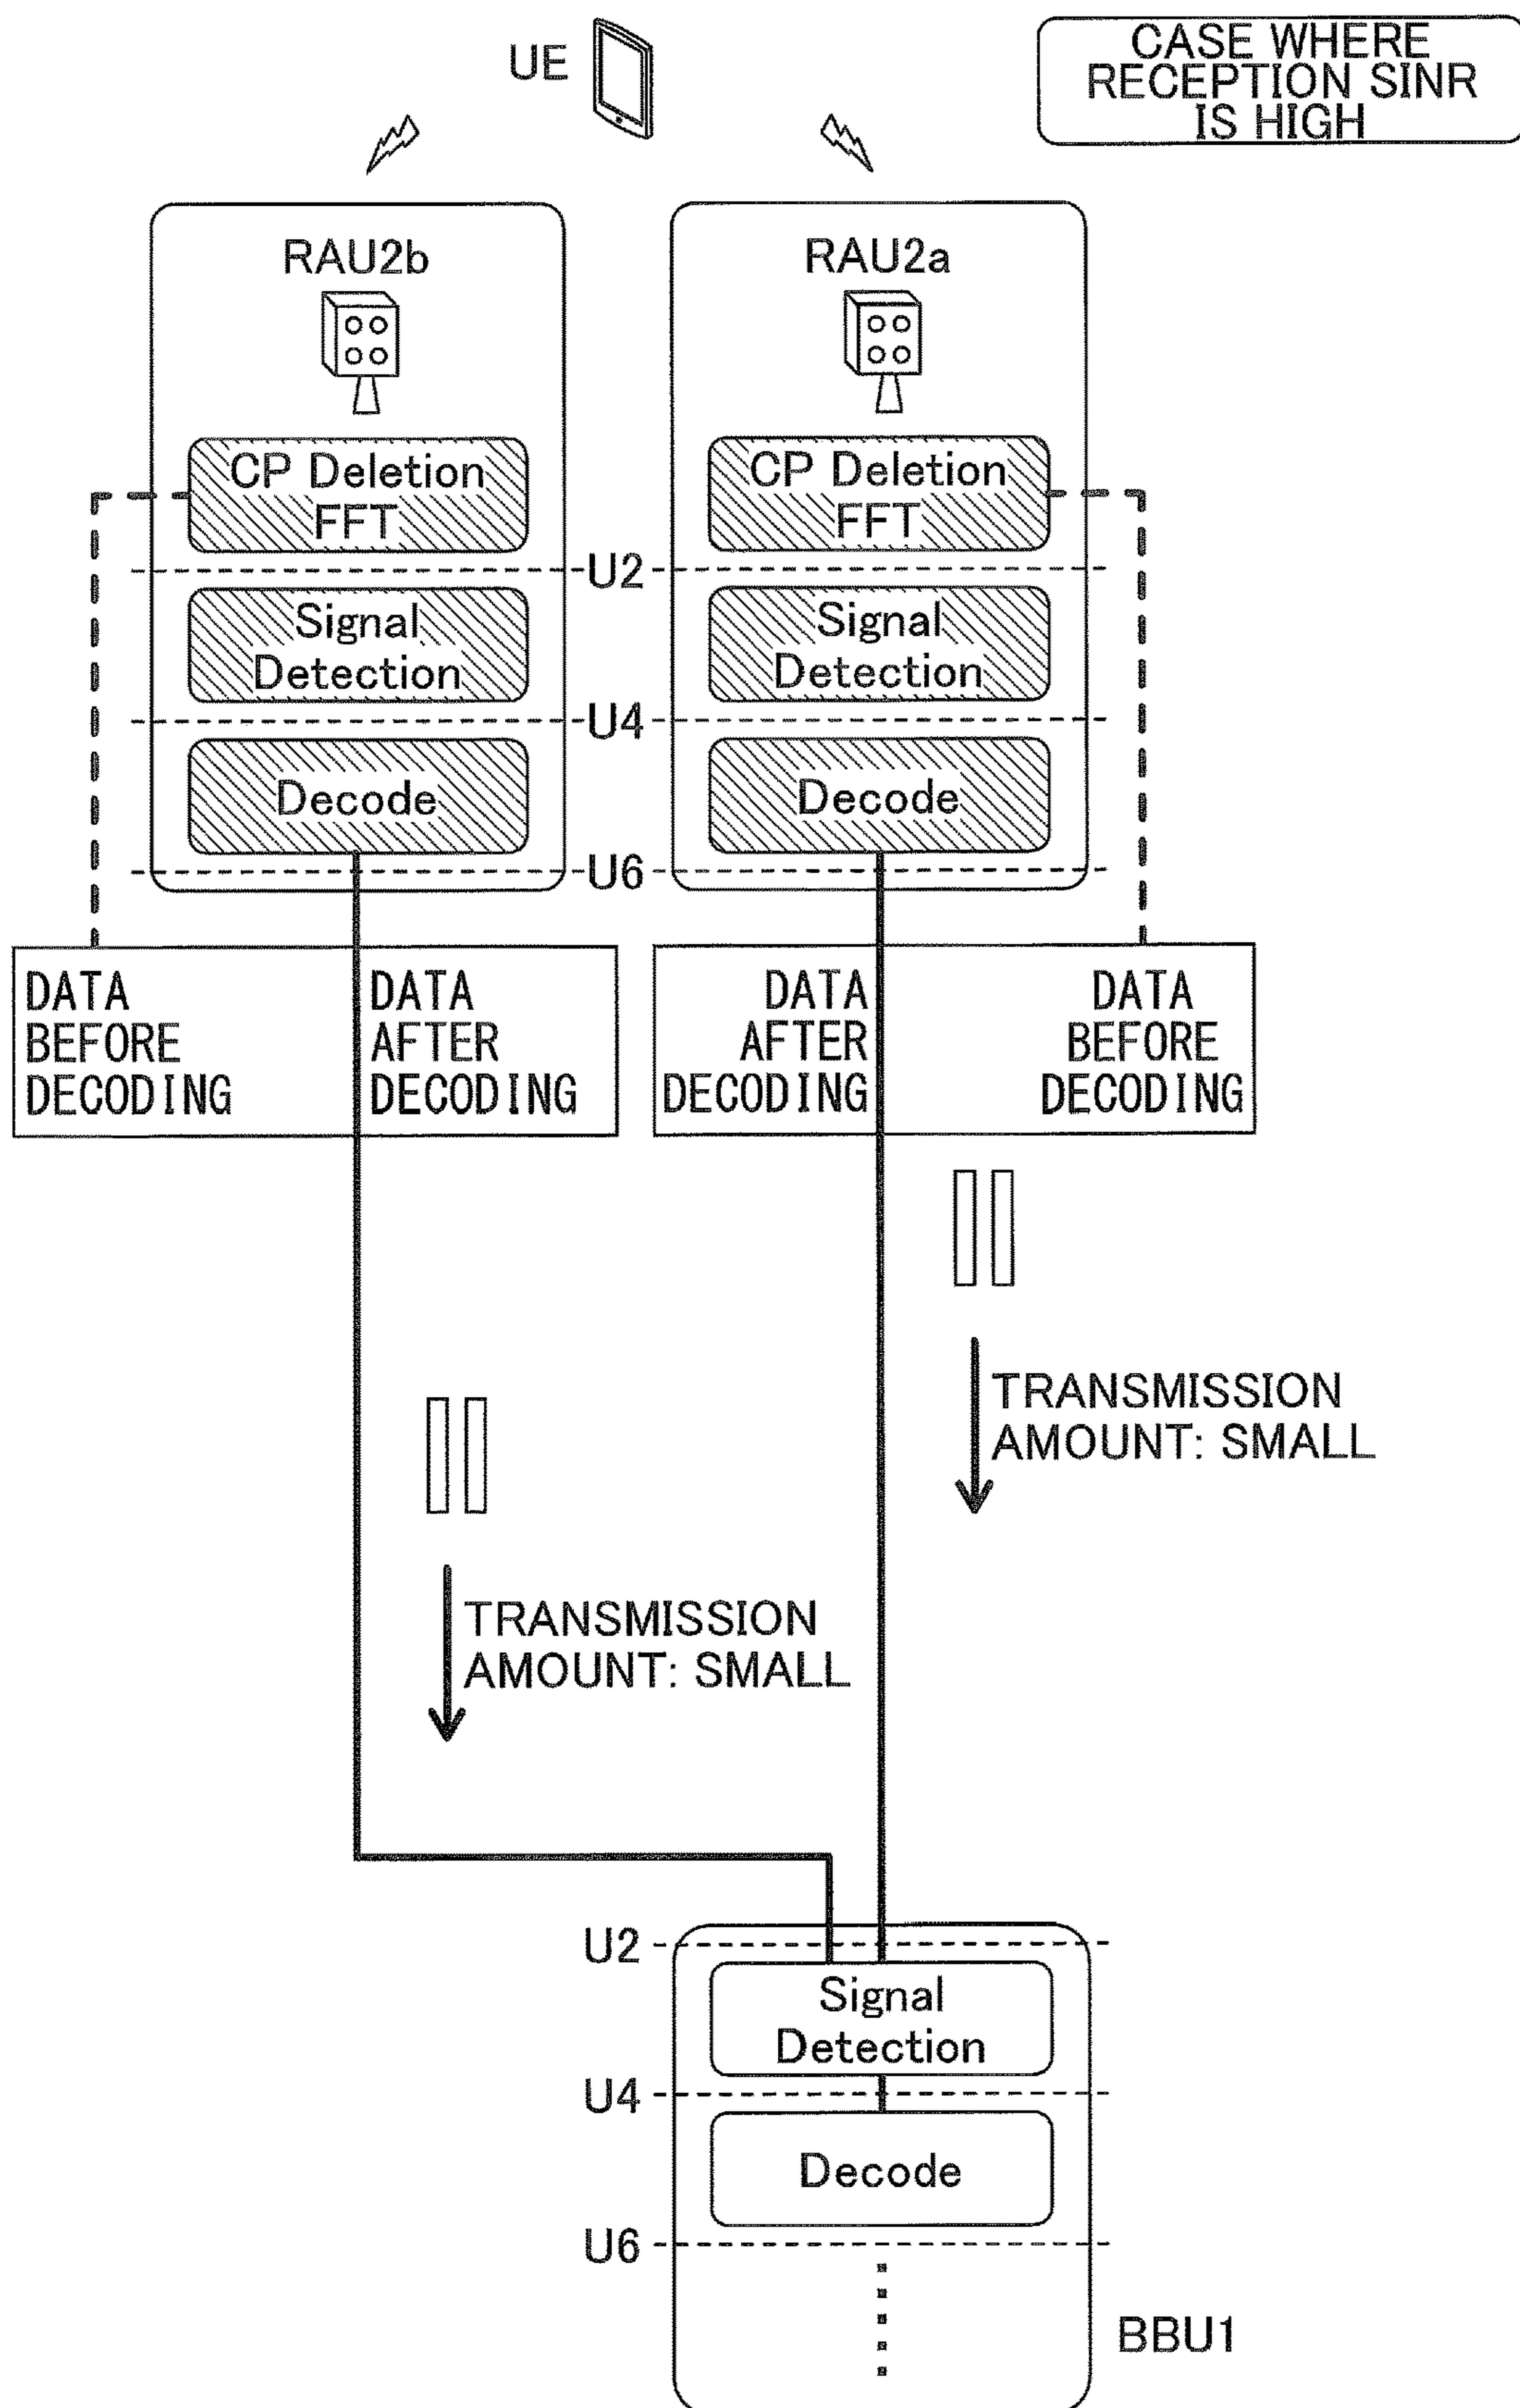 UE
CASE WHERE
RECEPTION SINR
IS HIGH
RAU2b
RAU2a
CP Deletion
FFT
CP Deletion
FFT
U2
Signal
Detection
Signal
Detection
U4
Decode
Decode
U6
DATA
BEFORE
DECODING
DATA
AFTER
DECODING
DATA
AFTER
DECODING
DATA
BEFORE
DECODING
TRANSMISSION
AMOUNT: SMALL
TRANSMISSION
AMOUNT: SMALL
U2
Signal
Detection
U4
Decode
U6
BBU1